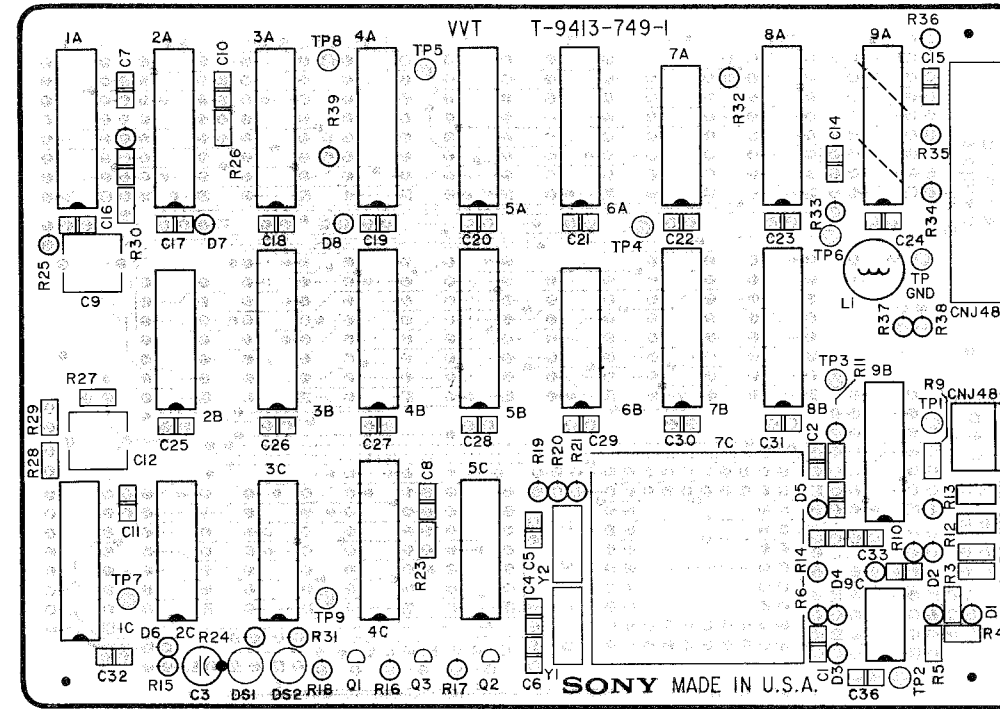 VVT T-9413-749-1
R36
1A C7 2A C10 3A TP8 4A TP5 7A 8A 9A C15
R39 R32 C14
R26 R35
C16 R30 5A 6A R33 R34
R25 C17 D7 C18 D8 C19 C20 C21 TP4 C22 C23 TP6 C24
C9 TP
GND
L1
R37 R38 CNJ48
TP3 R11 9B R9 CNJ48
R27 TP1
R29 2B 3B 4B 5B 6B 7B 8B
C25 C26 C27 C28 C29 C30 7C C31 C2
R28 C12 3C C8 5C R19 R20 R21
D5 R13
C11 R12
R10
C33
R23 C5 Y2 R14 D2 R3
TP7 TP9 C4 R6 D4 D9C
1C D6 2C R24 R31 4C D1
R4
C32 R15 C3 DS1 DS2 R18 Q1 R16 Q3 R17 Q2 C6 Y1 C1 D3 C36 TP2 R5
SONY MADE IN U.S.A.